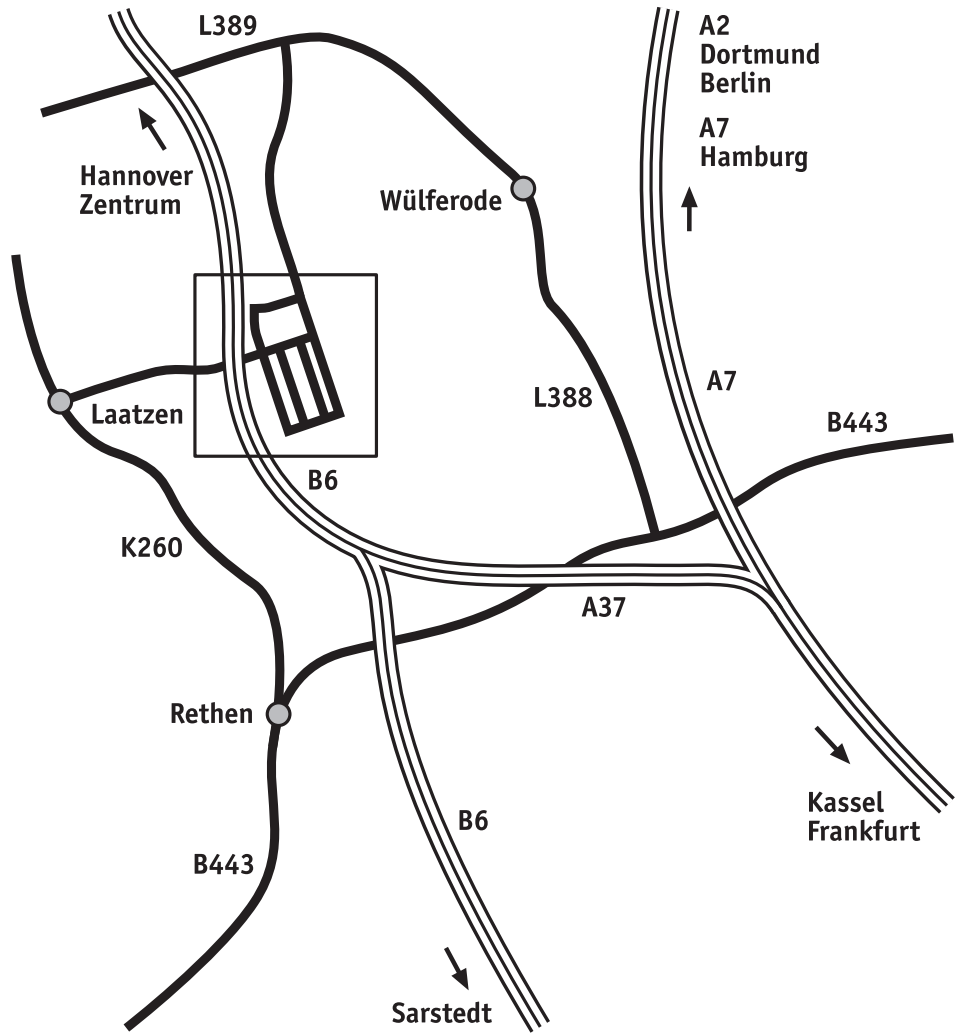 L389
A2
Dortmund
Berlin
A7
Hamburg
Hannover
Zentrum
Wülferode
A7
L388
Laatzen
B443
B6
K260
A37
Rethen
Kassel
Frankfurt
B6
B443
Sarstedt